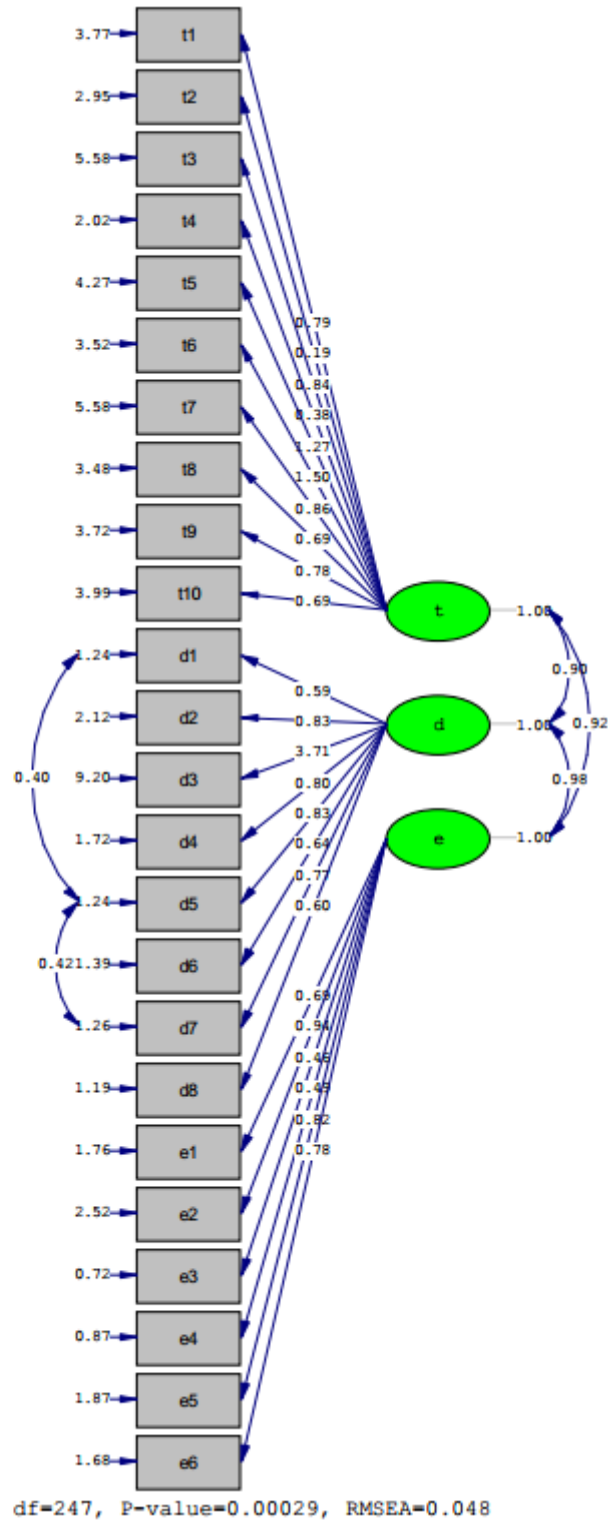 3.77 t1
2.95 t2
5.58 t3
2.02 t4
4.27 t5
0.79
3.52 t6
0.19
0.84
5.58 t7
0.38
1.27
3.48 t8
1.50
0.86
3.72 t9
0.69
0.78
3.99 t10
0.69
t 1.00
1.24 d1
0.90
0.59
2.12 d2
0.83
d 1.00
0.92
3.71
0.40 9.20 d3
0.80
0.98
0.83
1.72 d4
0.64
e 1.00
0.77
1.24 d5
0.60
0.42 1.39 d6
0.69
1.26 d7
0.94
0.46
1.19 d8
0.49
0.82
1.76 e1
0.78
2.52 e2
0.72 e3
0.87 e4
1.87 e5
1.68 e6
df=247, P-value=0.00029, RMSEA=0.048